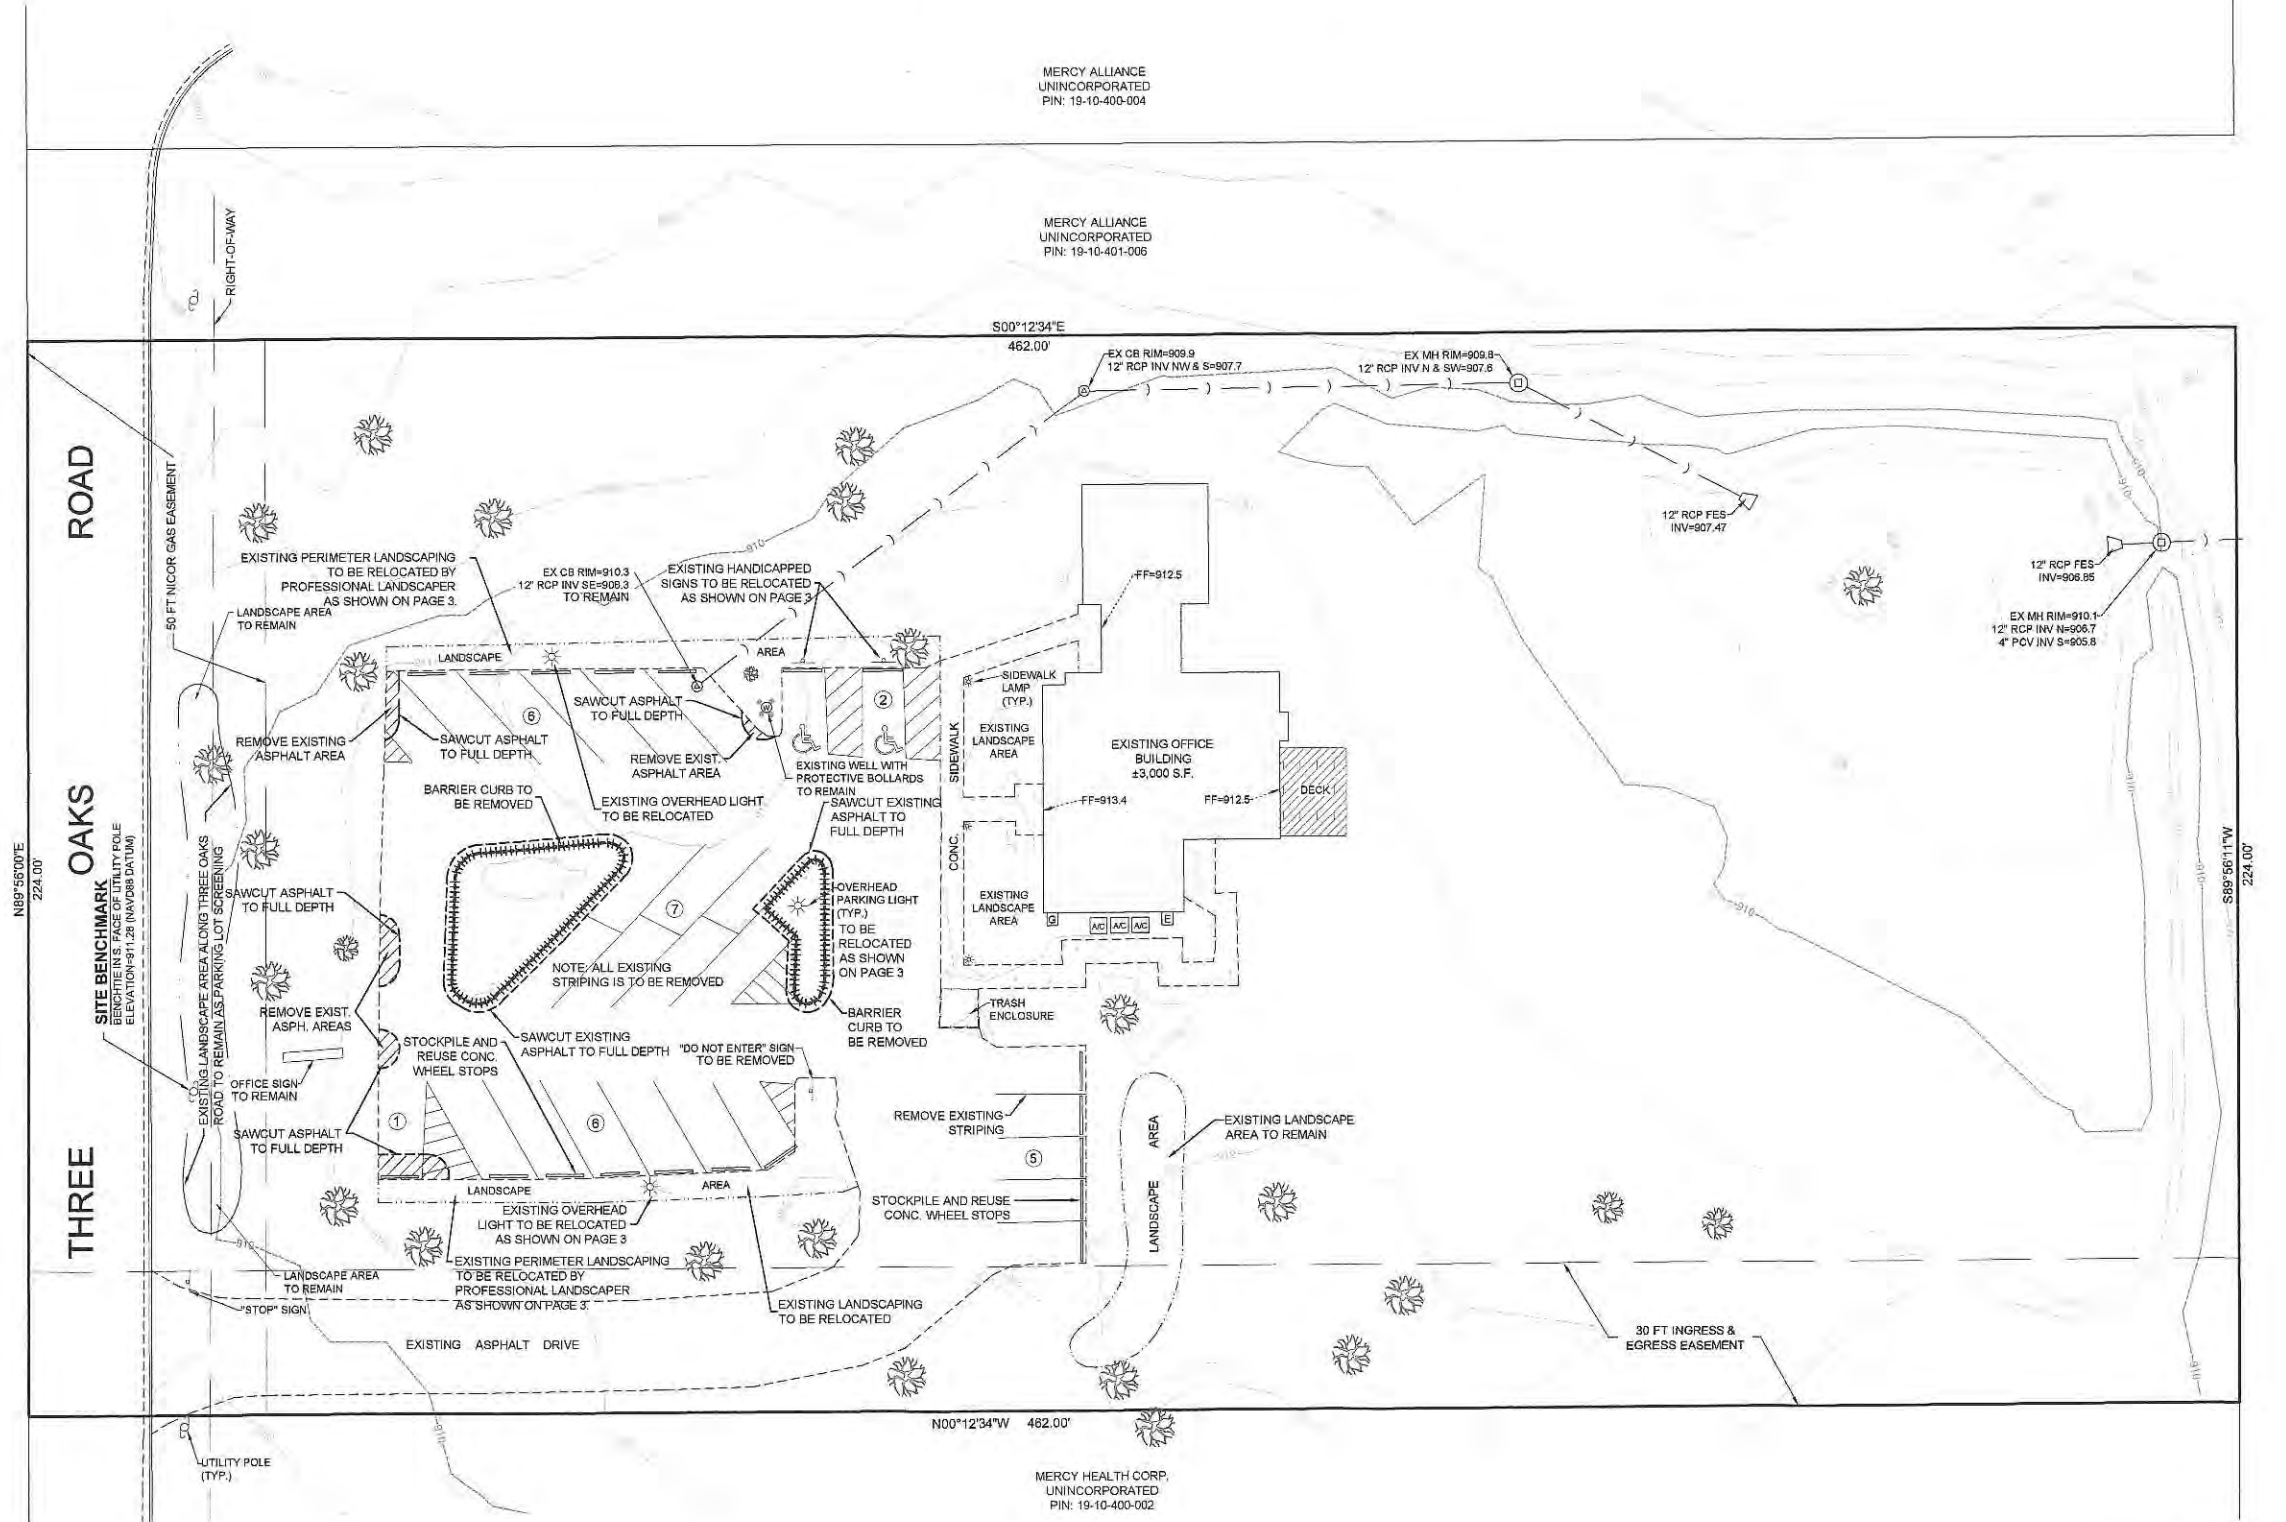 MERCY ALLIANCE
UNINCORPORATED
PIN: 19-10-400-004
MERCY ALLIANCE
UNINCORPORATED
PIN: 19-10-401-006
RIGHT-OF-WAY
S00°12'34"E
462.00'
EX CB RIM=909.9
12" RCP INV NW & S=907.7
EX MH RIM=909.8
12" RCP INV N & SW=907.6
12" RCP FES
INV=907.47
12" RCP FES
INV=906.85
EX MH RIM=910.1
12" RCP INV N=906.7
4" PCV INV S=905.8
50 FT NICOR GAS EASEMENT
EXISTING PERIMETER LANDSCAPING
TO BE RELOCATED BY
PROFESSIONAL LANDSCAPER
AS SHOWN ON PAGE 3.
EX CB RIM=910.3
12" RCP INV SE=908.3
TO REMAIN
EXISTING HANDICAPPED
SIGNS TO BE RELOCATED
AS SHOWN ON PAGE 3
LANDSCAPE AREA
TO REMAIN
LANDSCAPE
AREA
910
FF=912.5
SIDEWALK
LAMP
(TYP.)
SAWCUT ASPHALT
TO FULL DEPTH
6
2
REMOVE EXISTING
ASPHALT AREA
SAWCUT ASPHALT
TO FULL DEPTH
REMOVE EXIST.
ASPHALT AREA
EXISTING WELL WITH
PROTECTIVE BOLLARDS
TO REMAIN
SIDEWALK
CONC.
EXISTING
LANDSCAPE
AREA
EXISTING OFFICE
BUILDING
±3,000 S.F.
FF=913.4
FF=912.5
DECK
BARRIER CURB TO
BE REMOVED
EXISTING OVERHEAD LIGHT
TO BE RELOCATED
SAWCUT EXISTING
ASPHALT TO
FULL DEPTH
OVERHEAD
PARKING LIGHT
(TYP.)
TO BE
RELOCATED
AS SHOWN
ON PAGE 3
EXISTING
LANDSCAPE
AREA
G
A/C
A/C
A/C
E
SAWCUT ASPHALT
TO FULL DEPTH
7
NOTE: ALL EXISTING
STRIPING IS TO BE REMOVED
REMOVE EXIST.
ASPH. AREAS
SAWCUT EXISTING
ASPHALT TO FULL DEPTH
BARRIER
CURB TO
BE REMOVED
TRASH
ENCLOSURE
STOCKPILE AND
REUSE CONC.
WHEEL STOPS
"DO NOT ENTER" SIGN
TO BE REMOVED
OFFICE SIGN
TO REMAIN
SAWCUT ASPHALT
TO FULL DEPTH
1
6
REMOVE EXISTING
STRIPING
5
STOCKPILE AND REUSE
CONC. WHEEL STOPS
LANDSCAPE AREA
EXISTING LANDSCAPE
AREA TO REMAIN
LANDSCAPE
AREA
EXISTING OVERHEAD
LIGHT TO BE RELOCATED
AS SHOWN ON PAGE 3
EXISTING PERIMETER LANDSCAPING
TO BE RELOCATED BY
PROFESSIONAL LANDSCAPER
AS SHOWN ON PAGE 3.
LANDSCAPE AREA
TO REMAIN
"STOP" SIGN
EXISTING LANDSCAPING
TO BE RELOCATED
EXISTING ASPHALT DRIVE
30 FT INGRESS &
EGRESS EASEMENT
THREE OAKS ROAD
SITE BENCHMARK
BENCHTIE IN S. FACE OF UTILITY POLE
ELEVATION=911.28 (NAVD88 DATUM)
EXISTING LANDSCAPE AREA ALONG THREE OAKS
ROAD TO REMAIN AS PARKING LOT SCREENING
N89°56'00"E
224.00'
S89°56'11"W
224.00'
910
910
910
910
910
910
910
910
N00°12'34"W 462.00'
UTILITY POLE
(TYP.)
MERCY HEALTH CORP.
UNINCORPORATED
PIN: 19-10-400-002